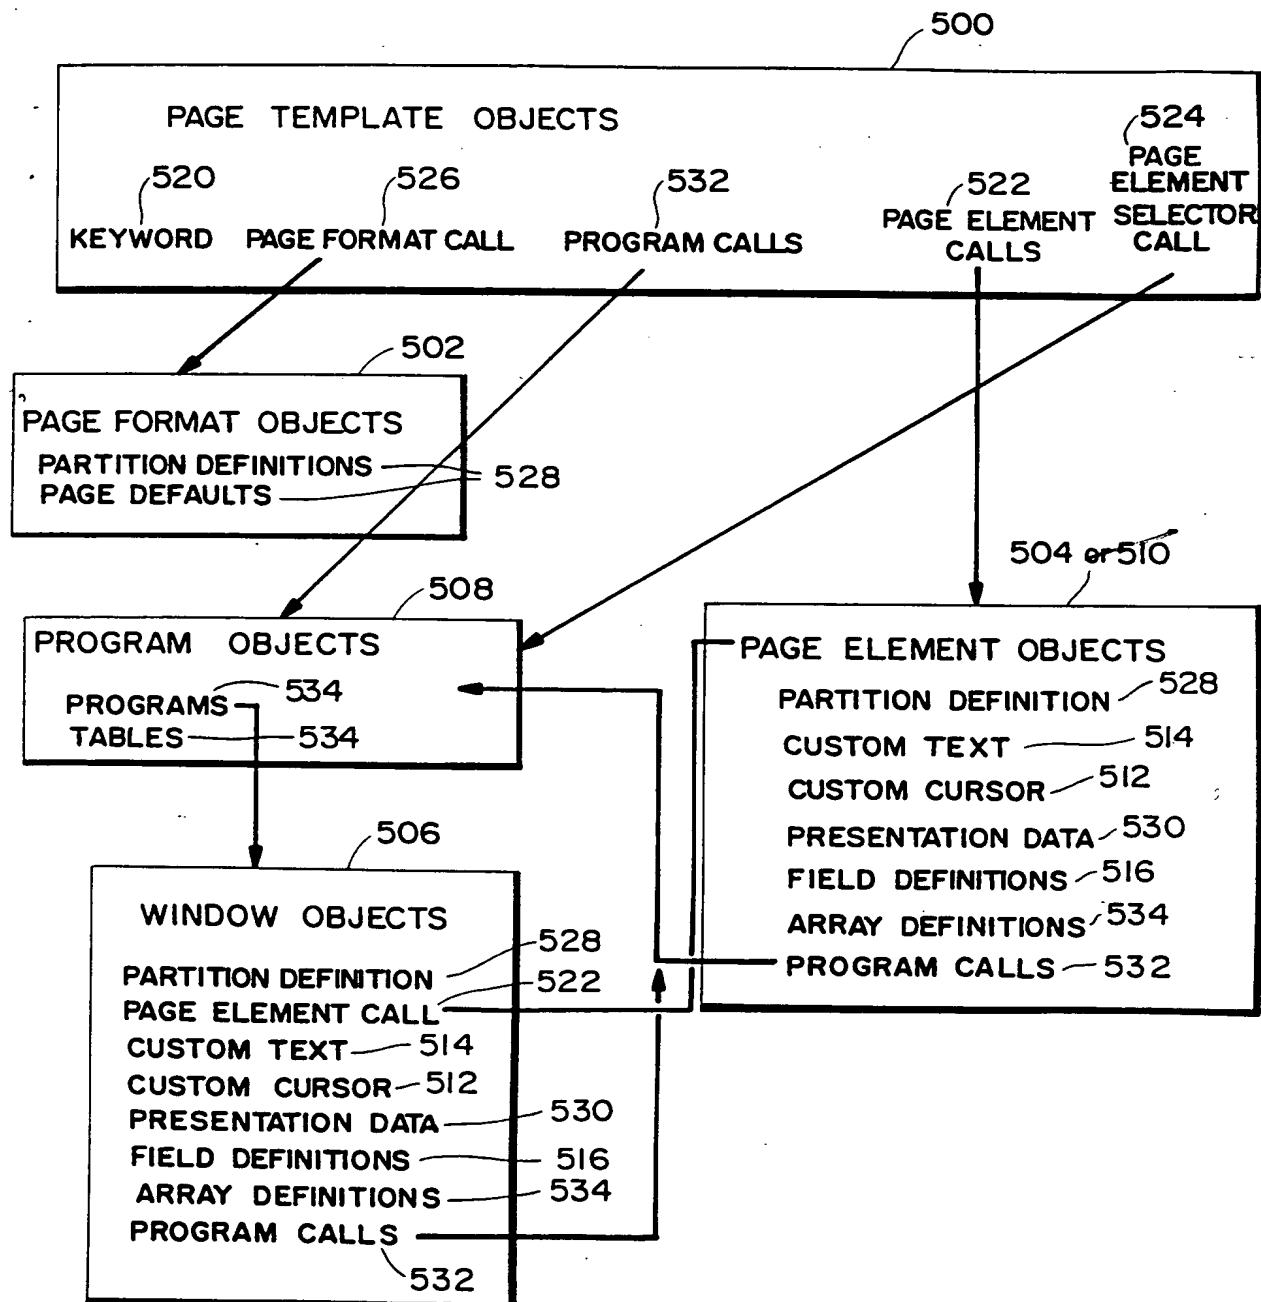 500
PAGE TEMPLATE OBJECTS
524
PAGE
ELEMENT
SELECTOR
CALL
520
KEYWORD
526
PAGE FORMAT CALL
532
PROGRAM CALLS
522
PAGE ELEMENT
CALLS
502
PAGE FORMAT OBJECTS
PARTITION DEFINITIONS
PAGE DEFAULTS
528
508
PROGRAM OBJECTS
PROGRAMS 534
TABLES 534
504 or 510
PAGE ELEMENT OBJECTS
PARTITION DEFINITION 528
CUSTOM TEXT 514
CUSTOM CURSOR 512
PRESENTATION DATA 530
FIELD DEFINITIONS 516
ARRAY DEFINITIONS 534
PROGRAM CALLS 532
506
WINDOW OBJECTS
PARTITION DEFINITION 528
PAGE ELEMENT CALL 522
CUSTOM TEXT 514
CUSTOM CURSOR 512
PRESENTATION DATA 530
FIELD DEFINITIONS 516
ARRAY DEFINITIONS 534
PROGRAM CALLS
532